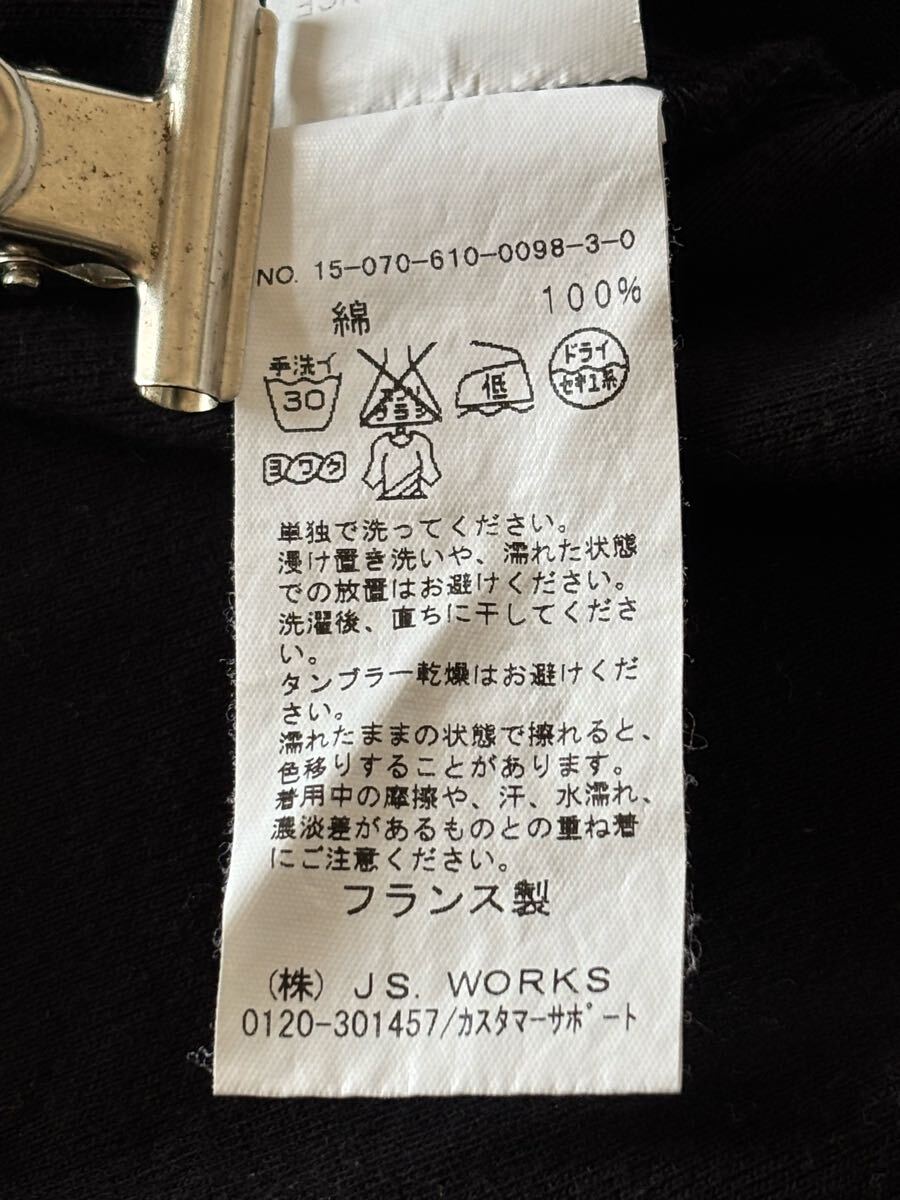 NO. 15-070-610-0098-3-0
綿 100%
手洗イ 30
エンソ サラシ
低
ドライ セキユ系
ヨワク
単独で洗ってください。
浸け置き洗いや、濡れた状態
での放置はお避けください。
洗濯後、直ちに干してくださ
い。
タンブラー乾燥はお避けくだ
さい。
濡れたままの状態で擦れると、
色移りすることがあります。
着用中の摩擦や、汗、水濡れ、
濃淡差があるものとの重ね着
にご注意ください。
フランス製
(株) JS. WORKS
0120-301457/カスタマーサポート